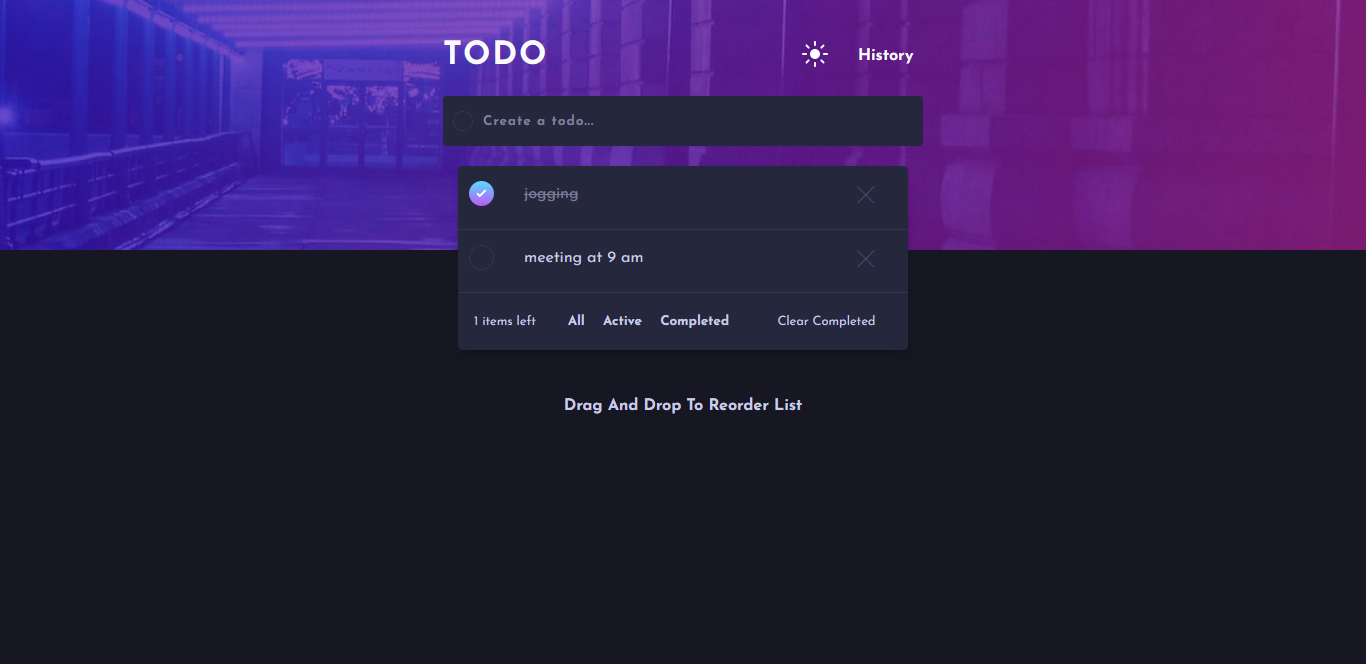 TODO
History
Create a todo...
jogging
meeting at 9 am
1 items left All Active Completed Clear Completed
Drag And Drop To Reorder List